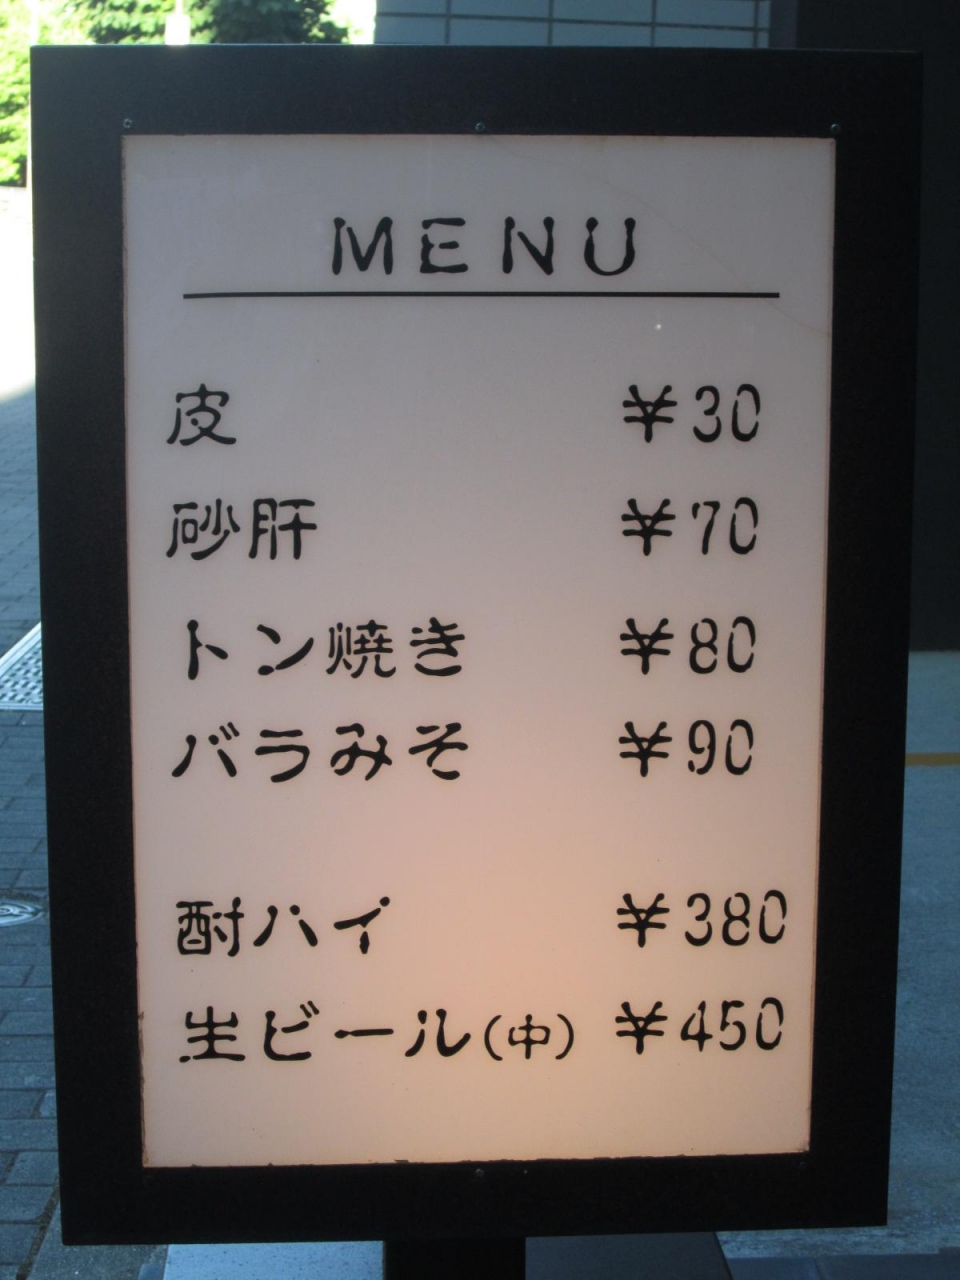 MENU
皮 ¥30
砂肝 ¥70
トン焼き ¥80
バラみそ ¥90
酎ハイ ¥380
生ビール(中) ¥450